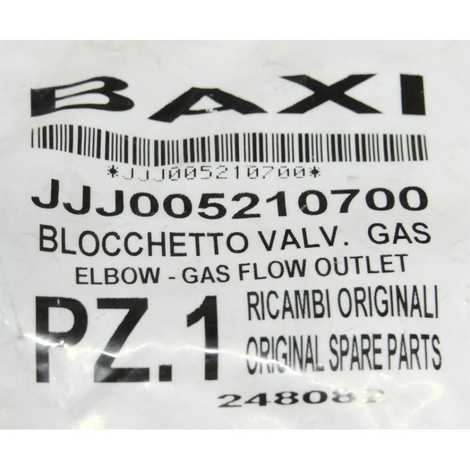 BAXI
*JJJ005210700*
JJJ005210700
BLOCCHETTO VALV. GAS
ELBOW - GAS FLOW OUTLET
PZ.1 RICAMBI ORIGINALI
ORIGINAL SPARE PARTS